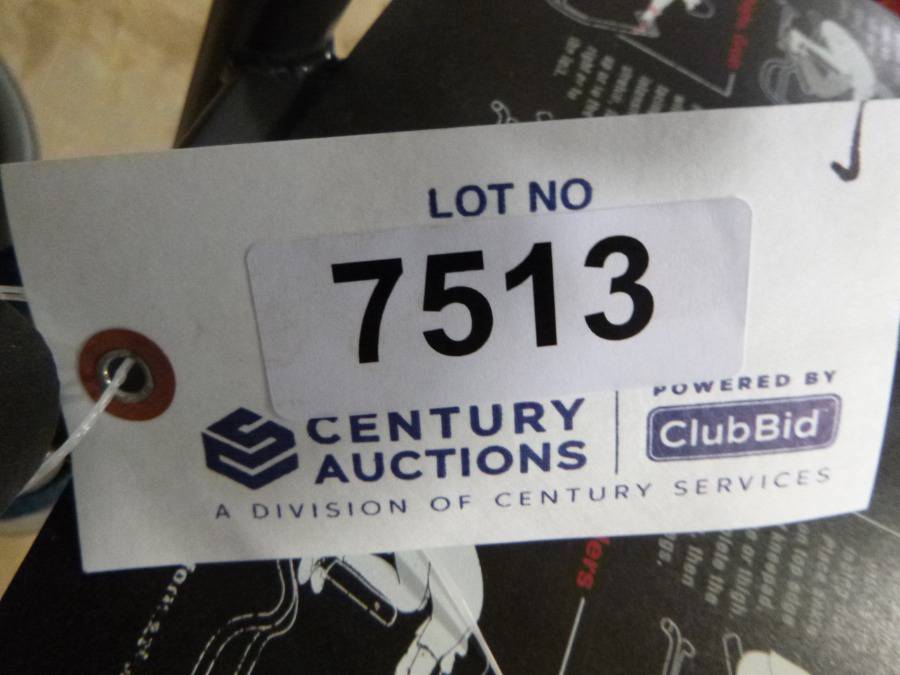 LOT NO
7513
CENTURY
AUCTIONS
POWERED BY
ClubBid
A DIVISION OF CENTURY SERVICES